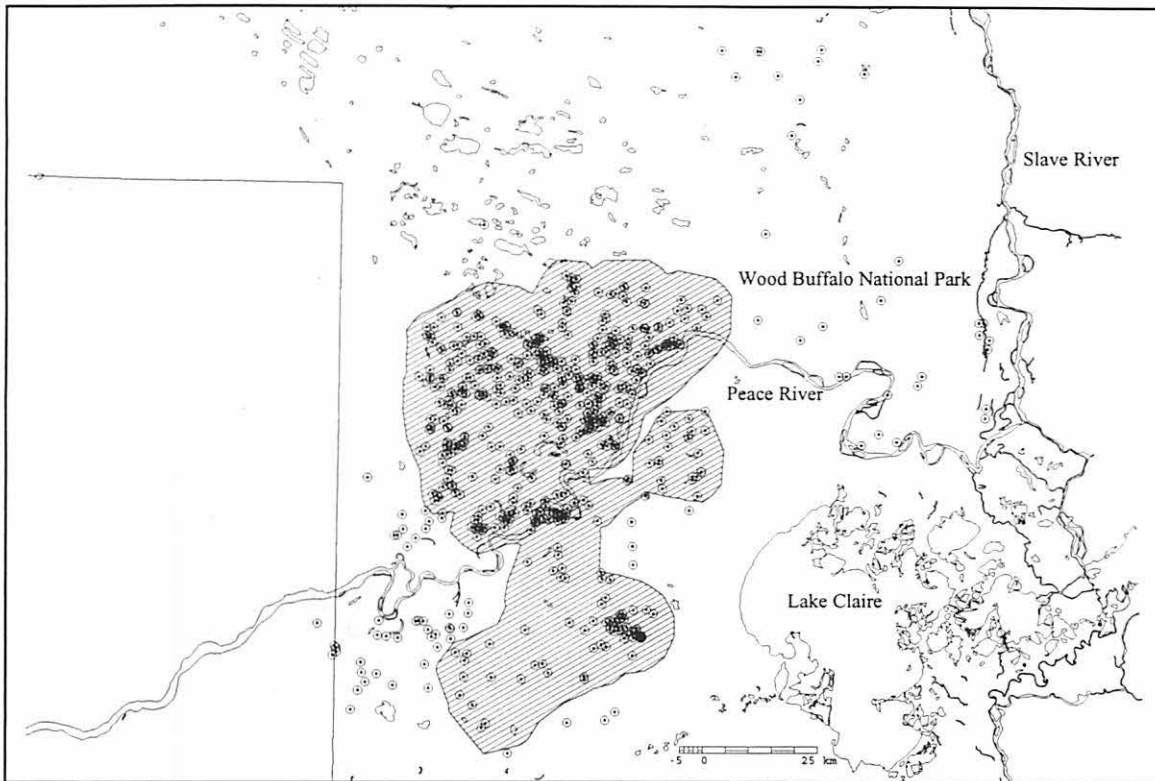 Slave River
Wood Buffalo National Park
Peace River
Lake Claire
-5 0 25 km